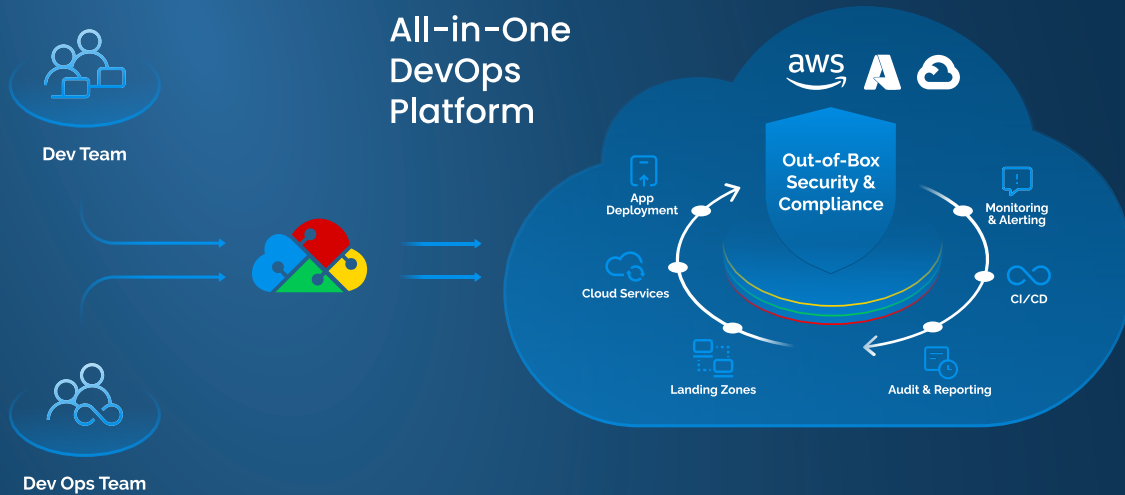 All-in-One
DevOps
Platform
Dev Team
Dev Ops Team
aws
Out-of-Box
Security &
Compliance
App
Deployment
Cloud Services
Landing Zones
Monitoring
& Alerting
CI/CD
Audit & Reporting